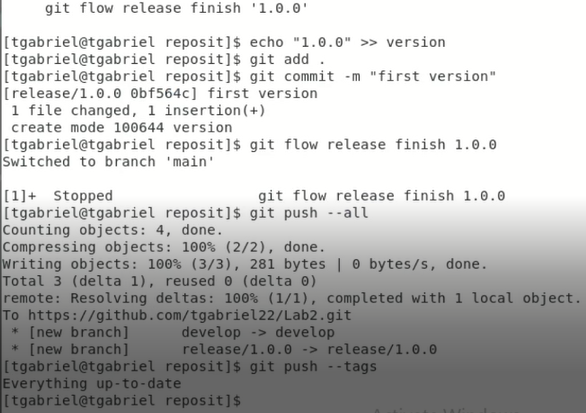 git flow release finish '1.0.0'
[tgabriel@tgabriel reposit]$ echo "1.0.0" >> version
[tgabriel@tgabriel reposit]$ git add .
[tgabriel@tgabriel reposit]$ git commit -m "first version"
[release/1.0.0 0bf564c] first version
1 file changed, 1 insertion(+)
create mode 100644 version
[tgabriel@tgabriel reposit]$ git flow release finish 1.0.0
Switched to branch 'main'
[1]+  Stopped                 git flow release finish 1.0.0
[tgabriel@tgabriel reposit]$ git push --all
Counting objects: 4, done.
Compressing objects: 100% (2/2), done.
Writing objects: 100% (3/3), 281 bytes | 0 bytes/s, done.
Total 3 (delta 1), reused 0 (delta 0)
remote: Resolving deltas: 100% (1/1), completed with 1 local object.
To https://github.com/tgabriel22/Lab2.git
* [new branch]      develop -> develop
* [new branch]      release/1.0.0 -> release/1.0.0
[tgabriel@tgabriel reposit]$ git push --tags
Everything up-to-date
[tgabriel@tgabriel reposit]$